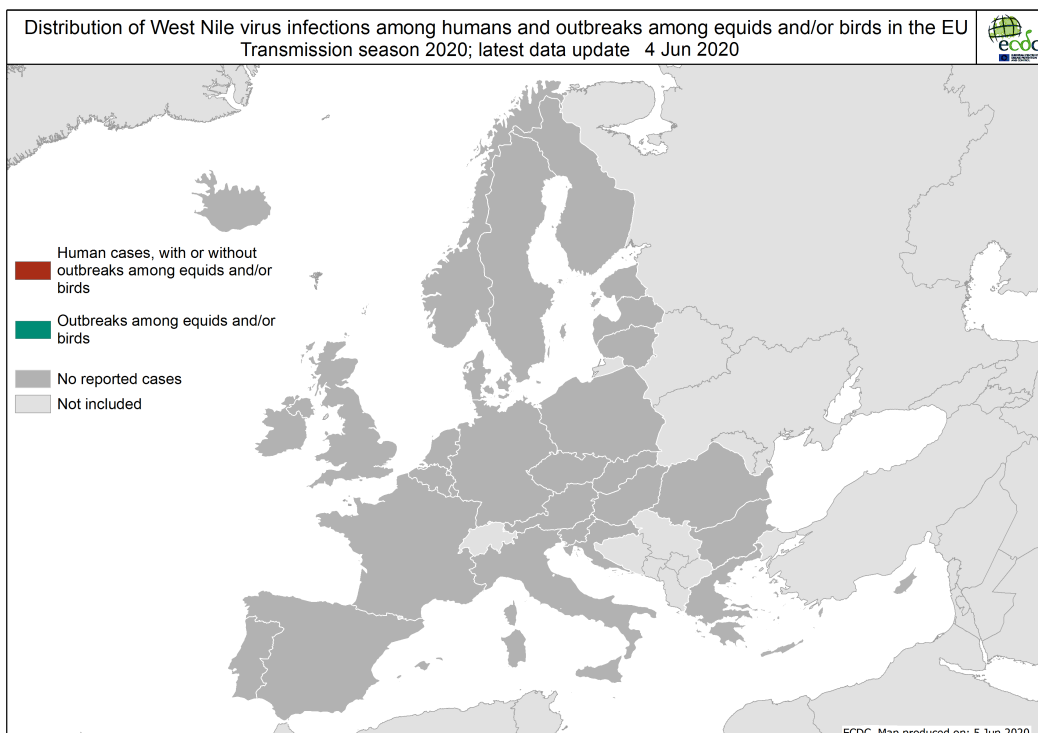 Distribution of West Nile virus infections among humans and outbreaks among equids and/or birds in the EU
Transmission season 2020; latest data update 4 Jun 2020
ecdc
Human cases, with or without
outbreaks among equids and/or
birds
Outbreaks among equids and/or
birds
No reported cases
Not included
ECDC. Map produced on: 5 Jun 2020